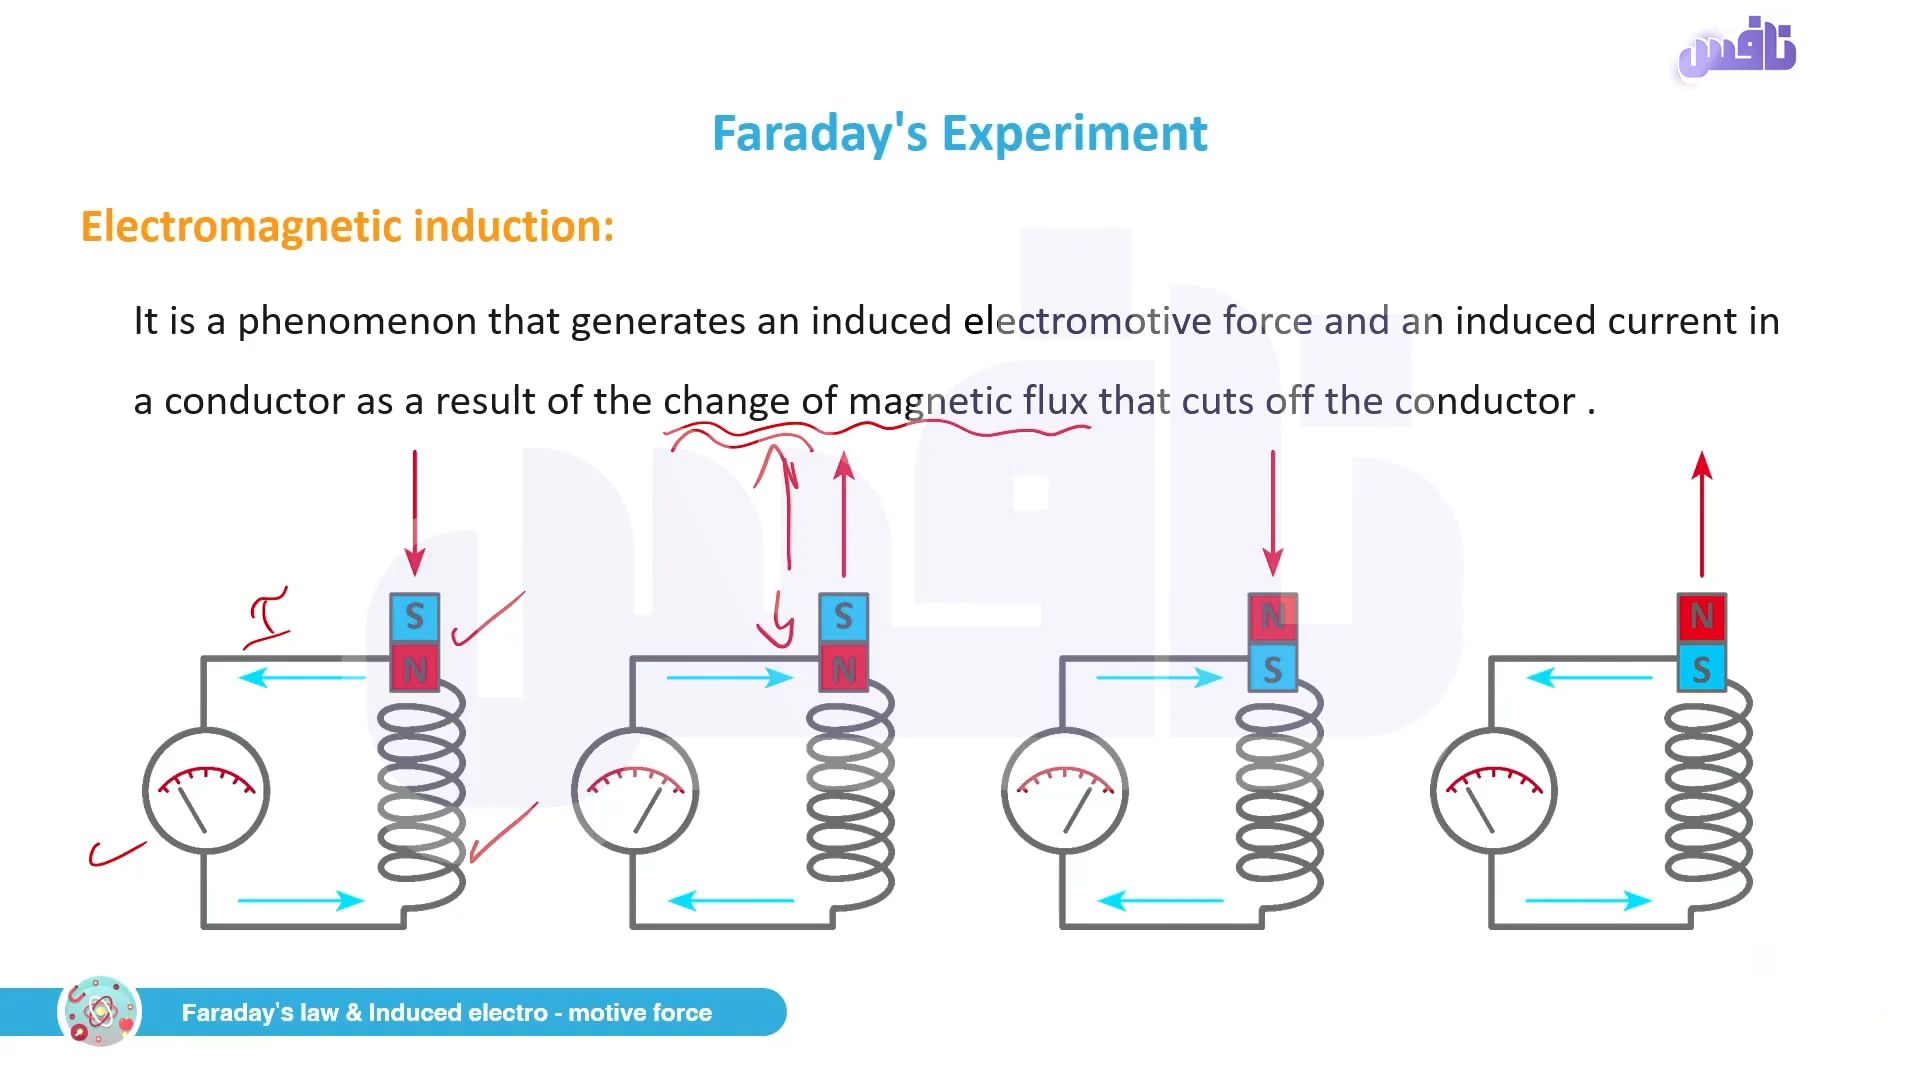 نافس
Faraday's Experiment
Electromagnetic induction:
It is a phenomenon that generates an induced electromotive force and an induced current in
a conductor as a result of the change of magnetic flux that cuts off the conductor .
I
S
N
S
N
N
S
N
S
Faraday's law & Induced electro - motive force